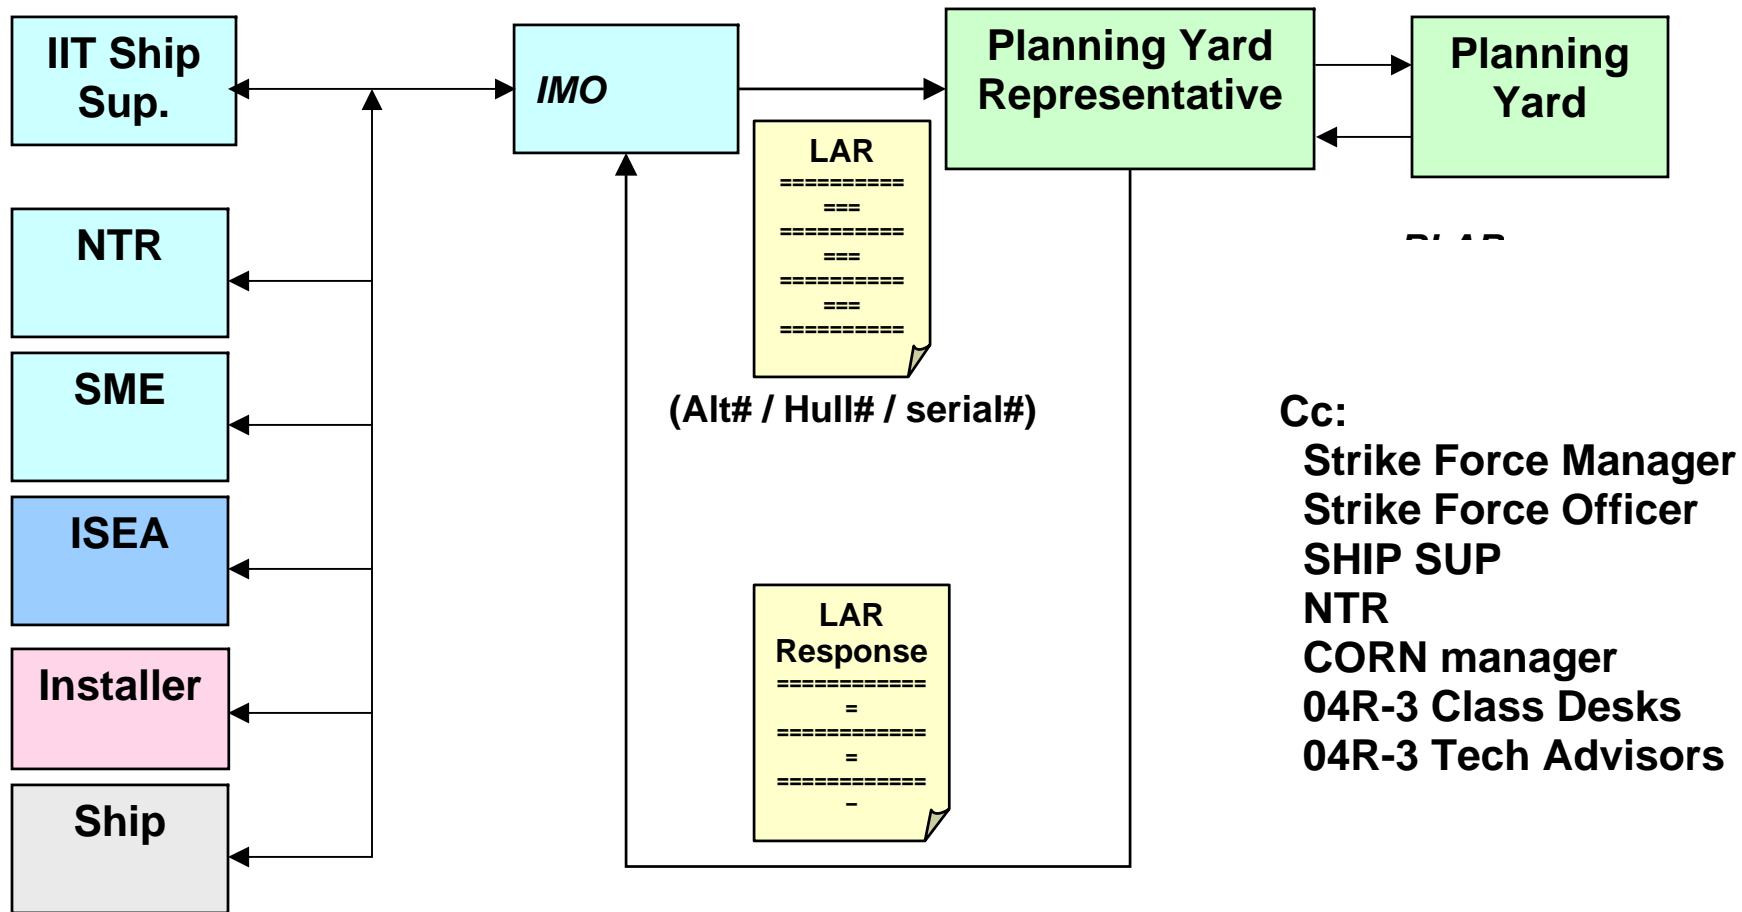 IIT Ship
Sup.
IMO
Planning Yard
Representative
Planning
Yard
LAR
==========
===
==========
===
==========
===
==========
(Alt# / Hull# / serial#)
NTR
SME
ISEA
Installer
Ship
LAR
Response
============
=
============
=
============
Cc:
Strike Force Manager
Strike Force Officer
SHIP SUP
NTR
CORN manager
04R-3 Class Desks
04R-3 Tech Advisors